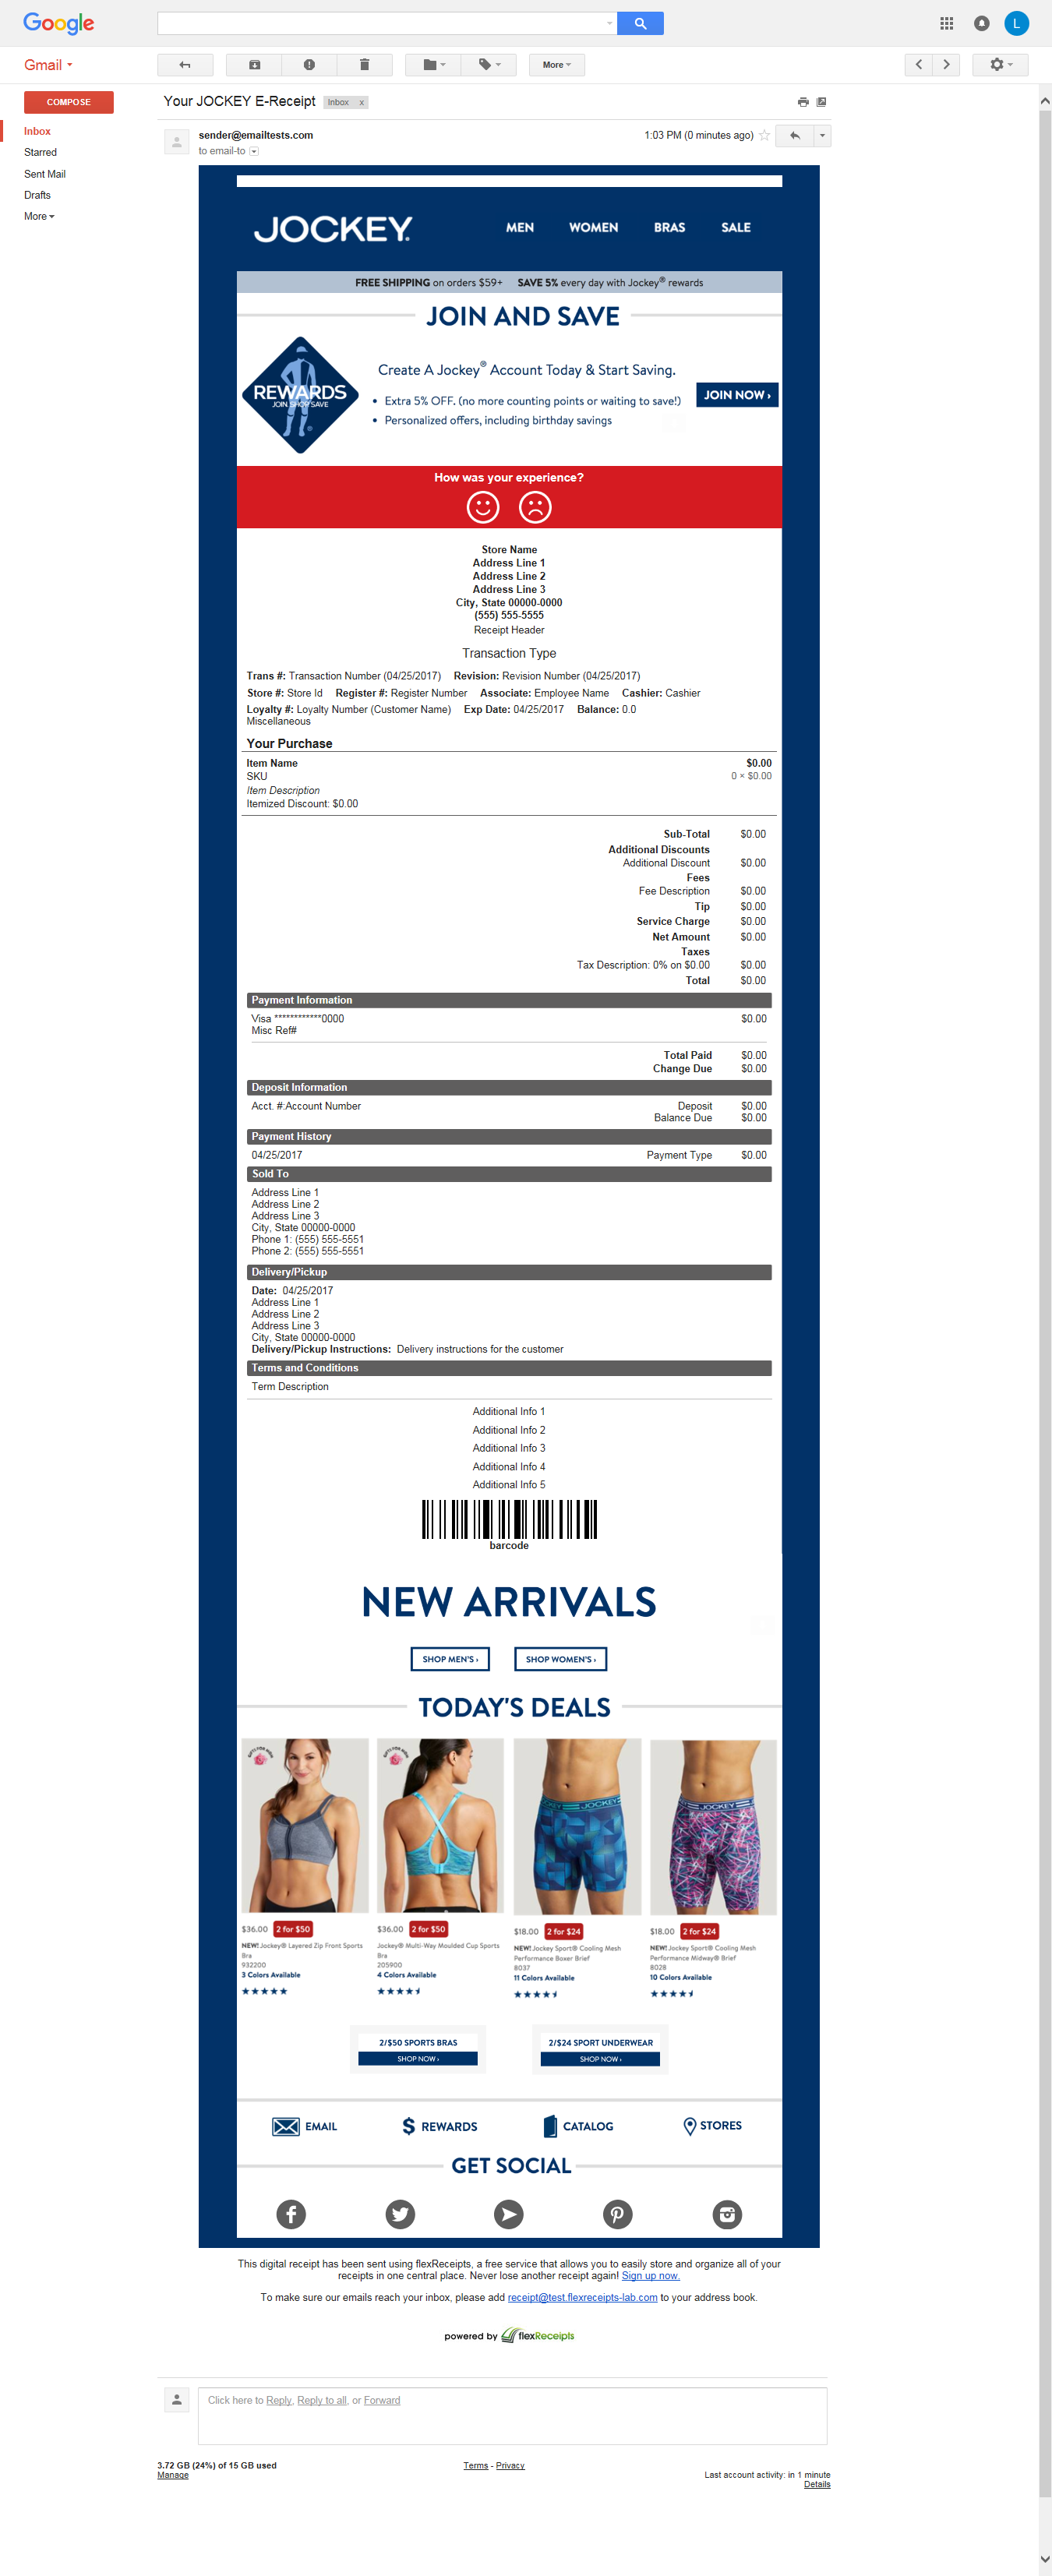 Google
L
Gmail
More
COMPOSE
Inbox
Starred
Sent Mail
Drafts
More
Your JOCKEY E-Receipt Inbox x
sender@emailtests.com 1:03 PM (0 minutes ago)
to email-to
JOCKEY. MEN WOMEN BRAS SALE
FREE SHIPPING on orders $59+ SAVE 5% every day with Jockey® rewards
JOIN AND SAVE
REWARDS
JOIN SHOP SAVE
Create A Jockey® Account Today & Start Saving.
• Extra 5% OFF. (no more counting points or waiting to save!)
• Personalized offers, including birthday savings
JOIN NOW ›
How was your experience?
Store Name
Address Line 1
Address Line 2
Address Line 3
City, State 00000-0000
(555) 555-5555
Receipt Header
Transaction Type
Trans #: Transaction Number (04/25/2017) Revision: Revision Number (04/25/2017)
Store #: Store Id Register #: Register Number Associate: Employee Name Cashier: Cashier
Loyalty #: Loyalty Number (Customer Name) Exp Date: 04/25/2017 Balance: 0.0
Miscellaneous
Your Purchase
Item Name $0.00
SKU 0 × $0.00
Item Description
Itemized Discount: $0.00
Sub-Total $0.00
Additional Discounts
Additional Discount $0.00
Fees
Fee Description $0.00
Tip $0.00
Service Charge $0.00
Net Amount $0.00
Taxes
Tax Description: 0% on $0.00 $0.00
Total $0.00
Payment Information
Visa ************0000 $0.00
Misc Ref#
Total Paid $0.00
Change Due $0.00
Deposit Information
Acct. #:Account Number Deposit $0.00
Balance Due $0.00
Payment History
04/25/2017 Payment Type $0.00
Sold To
Address Line 1
Address Line 2
Address Line 3
City, State 00000-0000
Phone 1: (555) 555-5551
Phone 2: (555) 555-5551
Delivery/Pickup
Date: 04/25/2017
Address Line 1
Address Line 2
Address Line 3
City, State 00000-0000
Delivery/Pickup Instructions: Delivery instructions for the customer
Terms and Conditions
Term Description
Additional Info 1
Additional Info 2
Additional Info 3
Additional Info 4
Additional Info 5
barcode
NEW ARRIVALS
SHOP MEN'S › SHOP WOMEN'S ›
TODAY'S DEALS
JOCKEY
JOCKEY
$36.00 2 for $50
NEW! Jockey® Layered Zip Front Sports
Bra
932200
3 Colors Available
$36.00 2 for $50
Jockey® Multi-Way Moulded Cup Sports
Bra
205900
4 Colors Available
$18.00 2 for $24
NEW! Jockey Sport® Cooling Mesh
Performance Boxer Brief
8037
11 Colors Available
$18.00 2 for $24
NEW! Jockey Sport® Cooling Mesh
Performance Midway® Brief
8028
10 Colors Available
2/$50 SPORTS BRAS
SHOP NOW ›
2/$24 SPORT UNDERWEAR
SHOP NOW ›
EMAIL $ REWARDS CATALOG STORES
GET SOCIAL
This digital receipt has been sent using flexReceipts, a free service that allows you to easily store and organize all of your
receipts in one central place. Never lose another receipt again! Sign up now.
To make sure our emails reach your inbox, please add receipt@test.flexreceipts-lab.com to your address book.
powered by flexReceipts
Click here to Reply, Reply to all, or Forward
3.72 GB (24%) of 15 GB used
Manage
Terms - Privacy
Last account activity: in 1 minute
Details